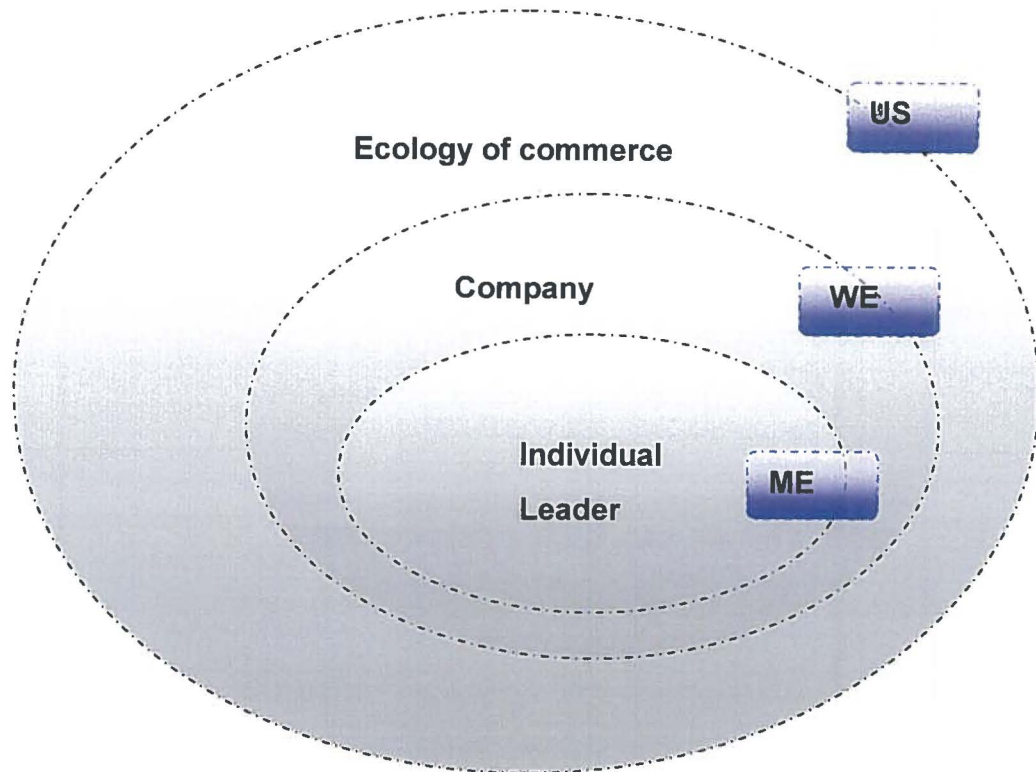 US
Ecology of commerce
Company
WE
Individual
Leader
ME